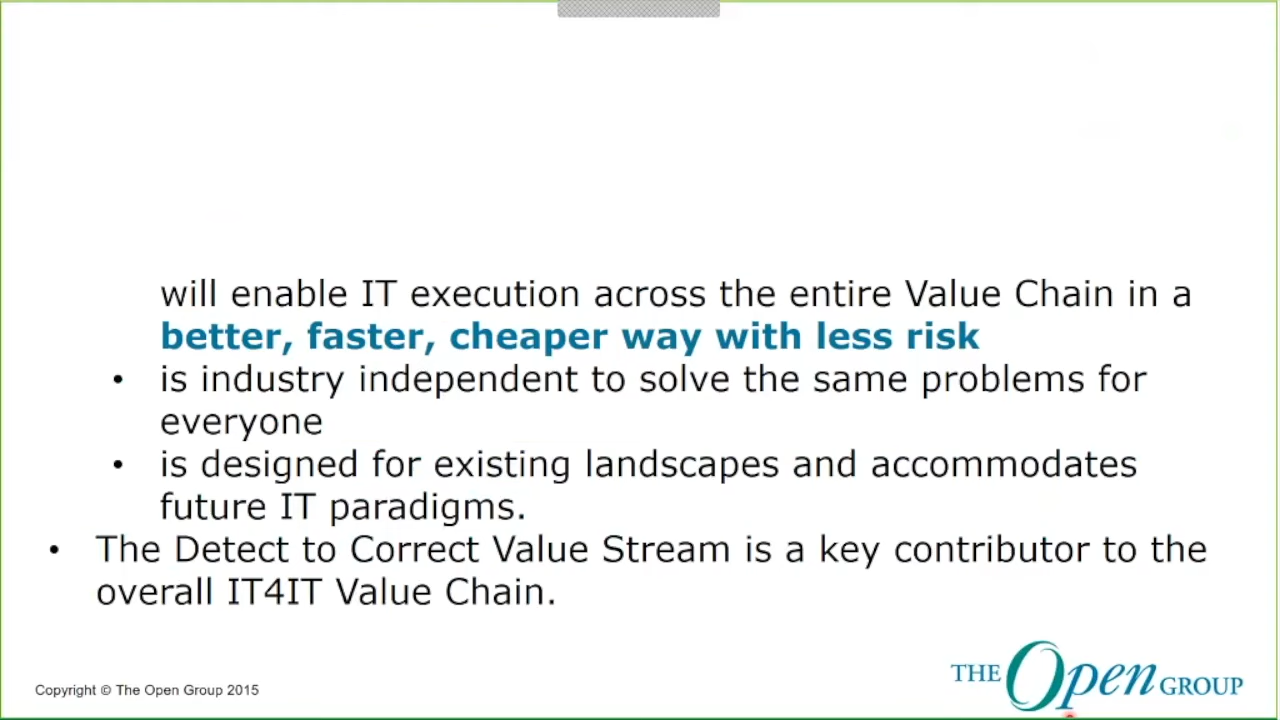 will enable IT execution across the entire Value Chain in a
better, faster, cheaper way with less risk
• is industry independent to solve the same problems for
everyone
• is designed for existing landscapes and accommodates
future IT paradigms.
• The Detect to Correct Value Stream is a key contributor to the
overall IT4IT Value Chain.
Copyright © The Open Group 2015
THE Open GROUP